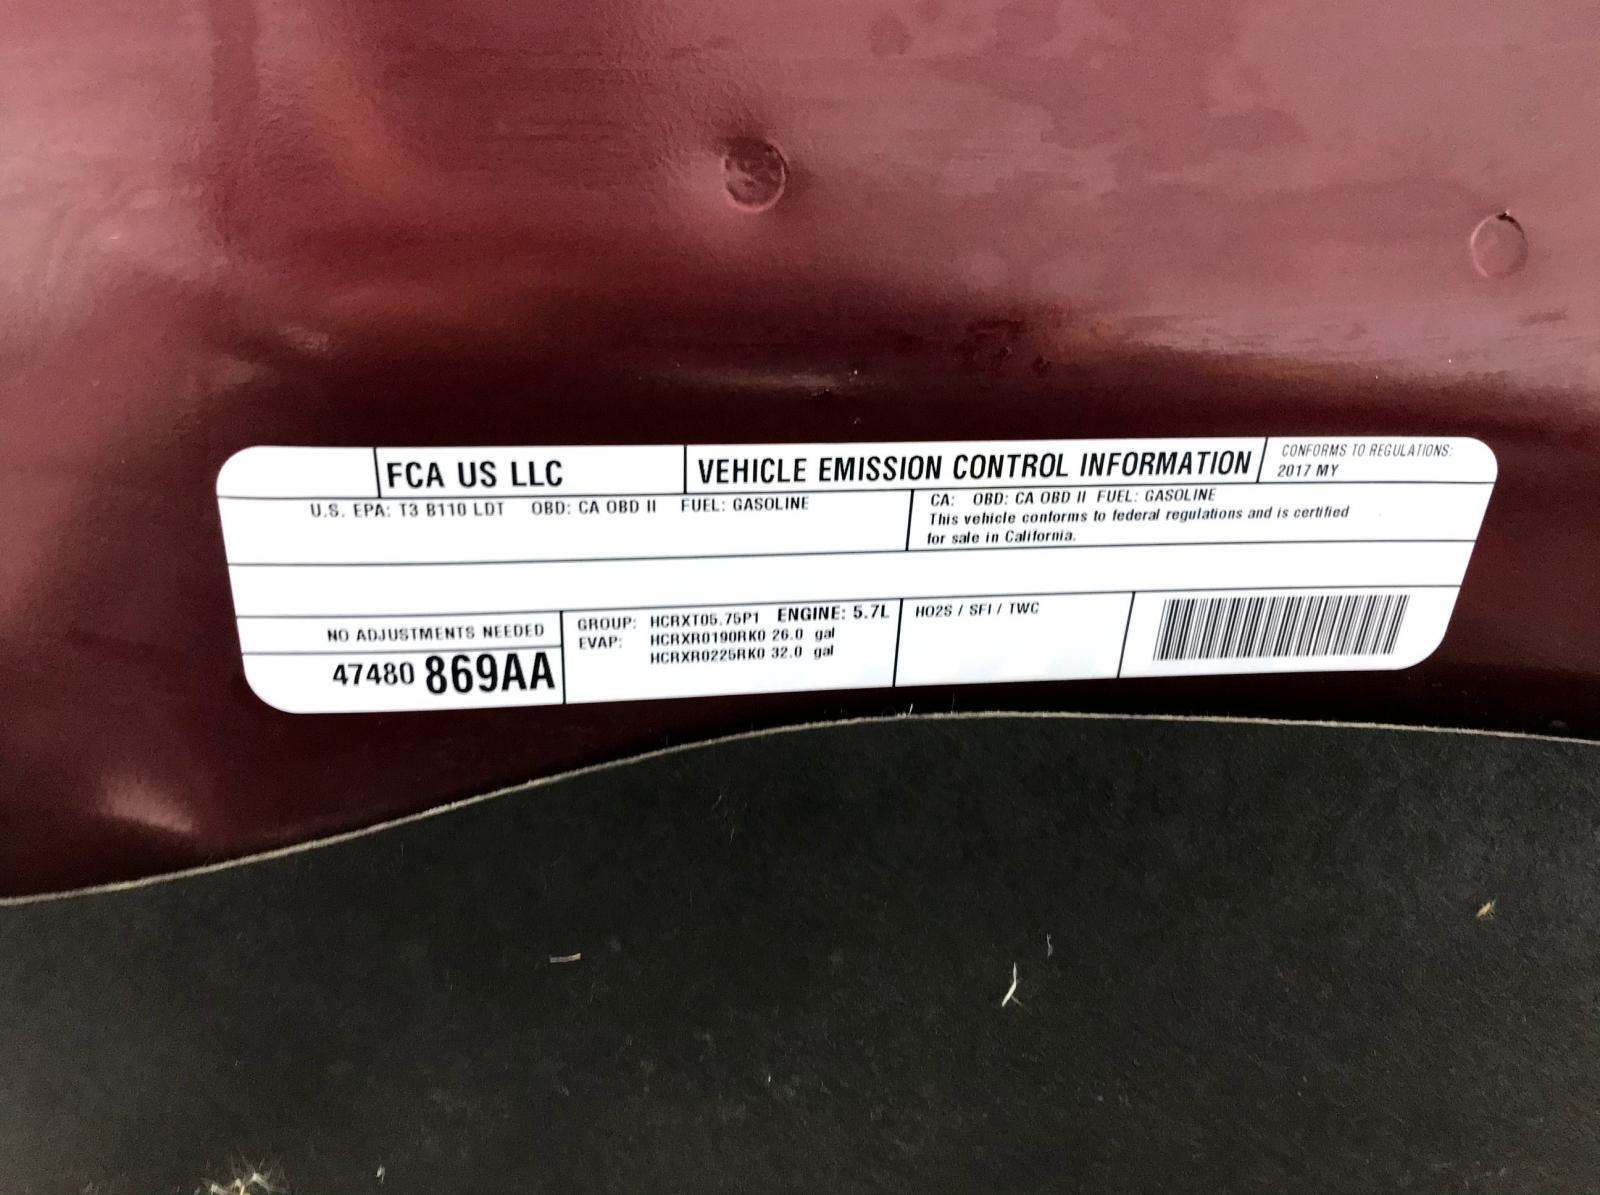 FCA US LLC
VEHICLE EMISSION CONTROL INFORMATION
CONFORMS TO REGULATIONS:
2017 MY
U.S. EPA: T3 B110 LDT OBD: CA OBD II FUEL: GASOLINE
CA: OBD: CA OBD II FUEL: GASOLINE
This vehicle conforms to federal regulations and is certified
for sale in California.
NO ADJUSTMENTS NEEDED
47480 869AA
GROUP: HCRXT05.75P1 ENGINE: 5.7L
EVAP: HCRXR0190RK0 26.0 gal
HCRXR0225RK0 32.0 gal
HO2S / SFI / TWC